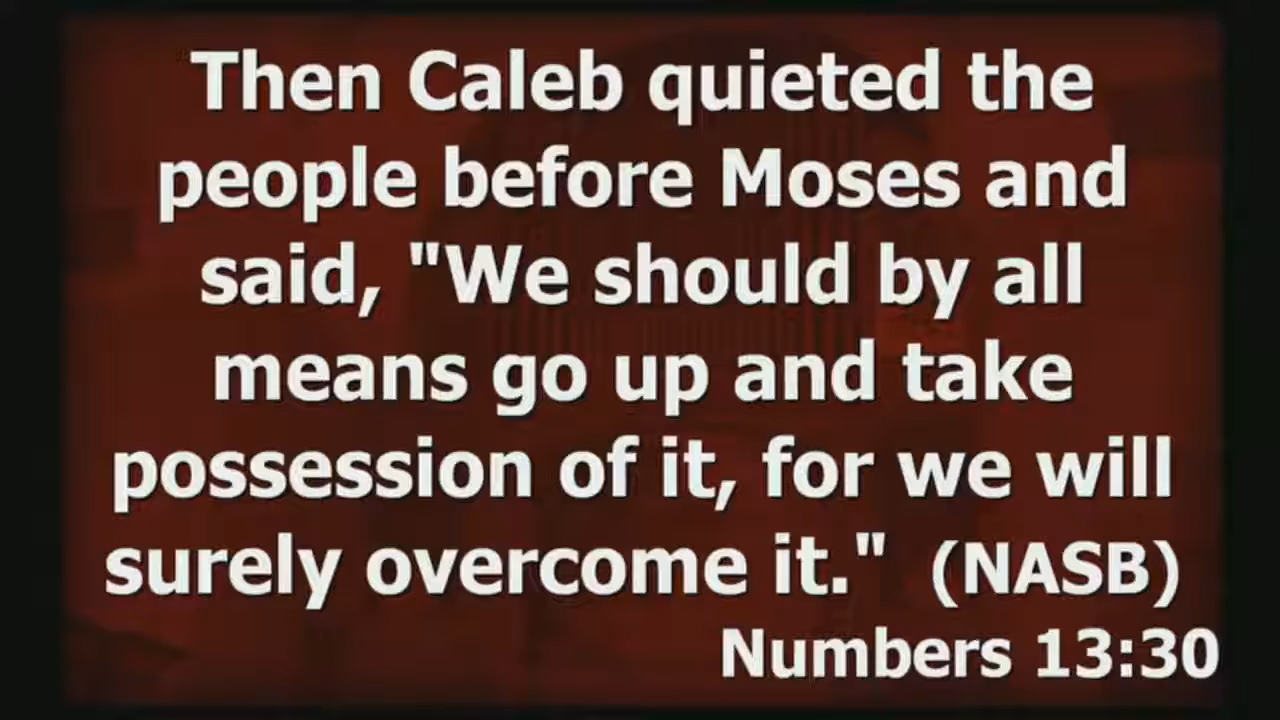 Then Caleb quieted the
people before Moses and
said, "We should by all
means go up and take
possession of it, for we will
surely overcome it." (NASB)
Numbers 13:30